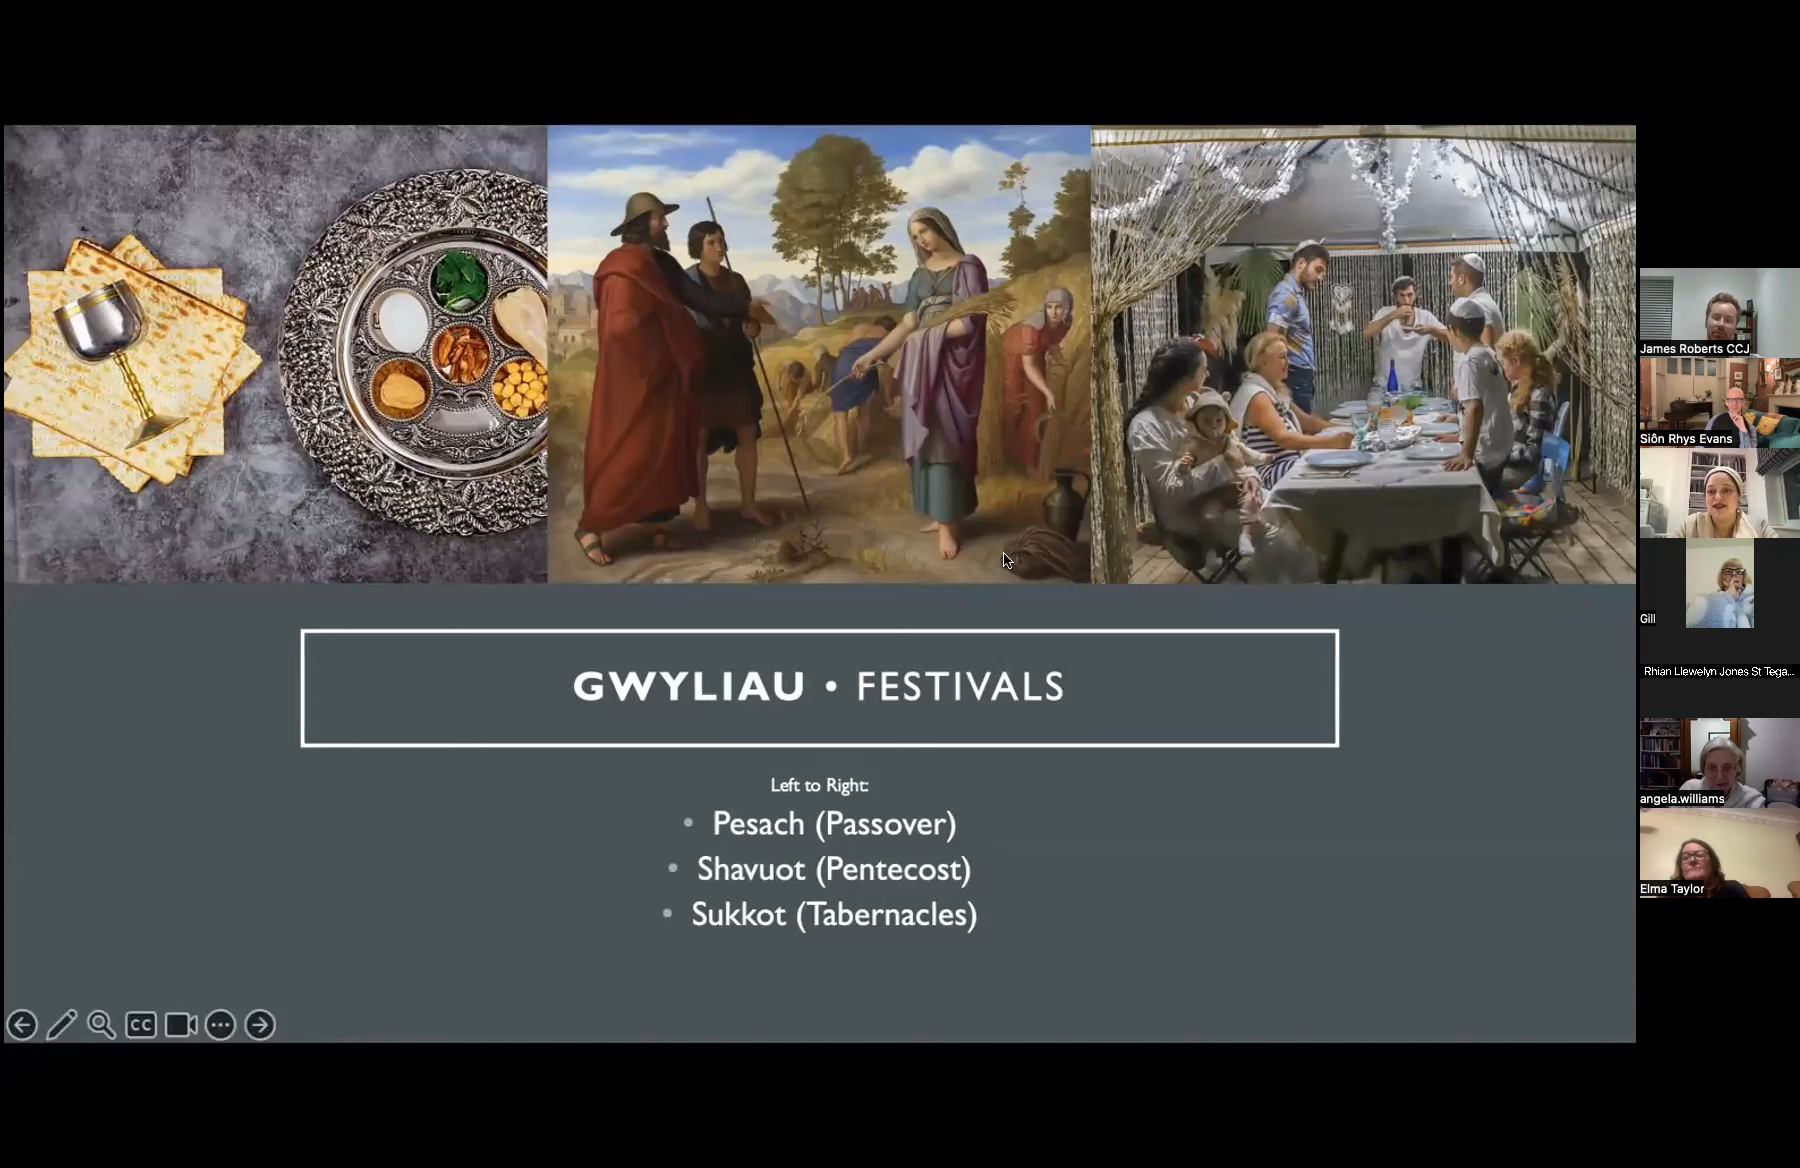 GWYLIAU • FESTIVALS
Left to Right:
• Pesach (Passover)
• Shavuot (Pentecost)
• Sukkot (Tabernacles)
CC
James Roberts CCJ
Siôn Rhys Evans
Gill
Rhian Llewelyn Jones St Tega...
angela.williams
Elma Taylor